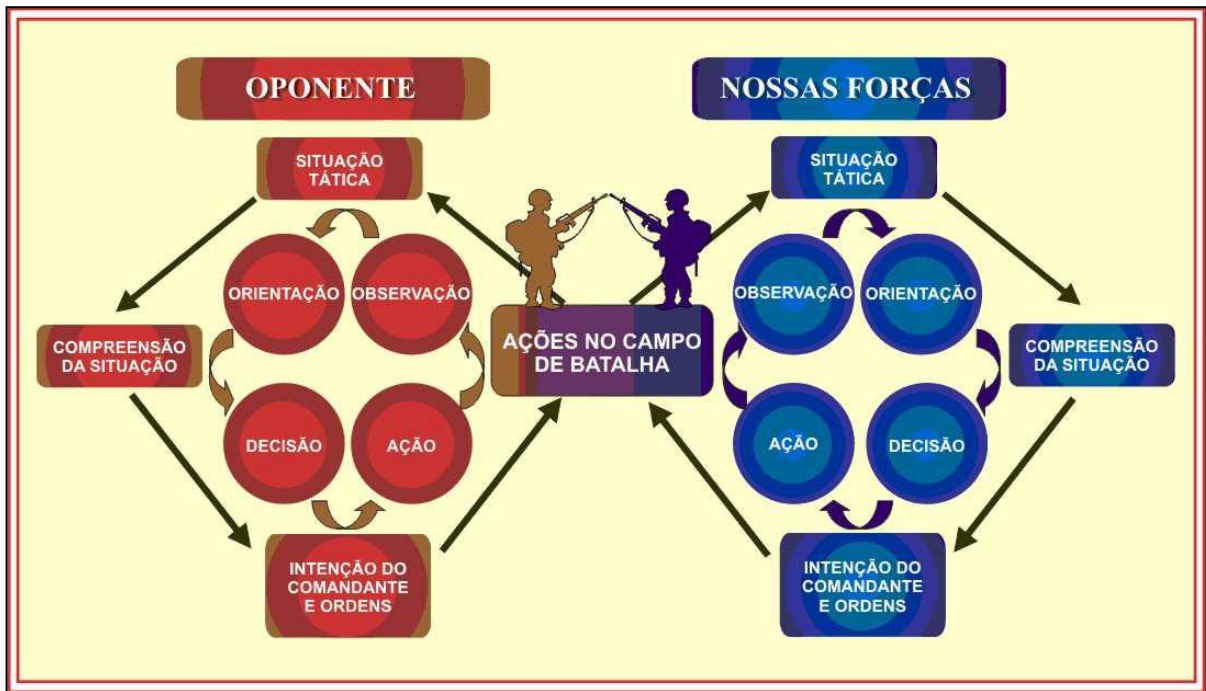 OPONENTE
NOSSAS FORÇAS
SITUAÇÃO
TÁTICA
ORIENTAÇÃO
OBSERVAÇÃO
COMPREENSÃO
DA SITUAÇÃO
DECISÃO
AÇÃO
INTENÇÃO DO
COMANDANTE
E ORDENS
AÇÕES NO CAMPO
DE BATALHA
SITUAÇÃO
TÁTICA
OBSERVAÇÃO
ORIENTAÇÃO
COMPREENSÃO
DA SITUAÇÃO
AÇÃO
DECISÃO
INTENÇÃO DO
COMANDANTE
E ORDENS